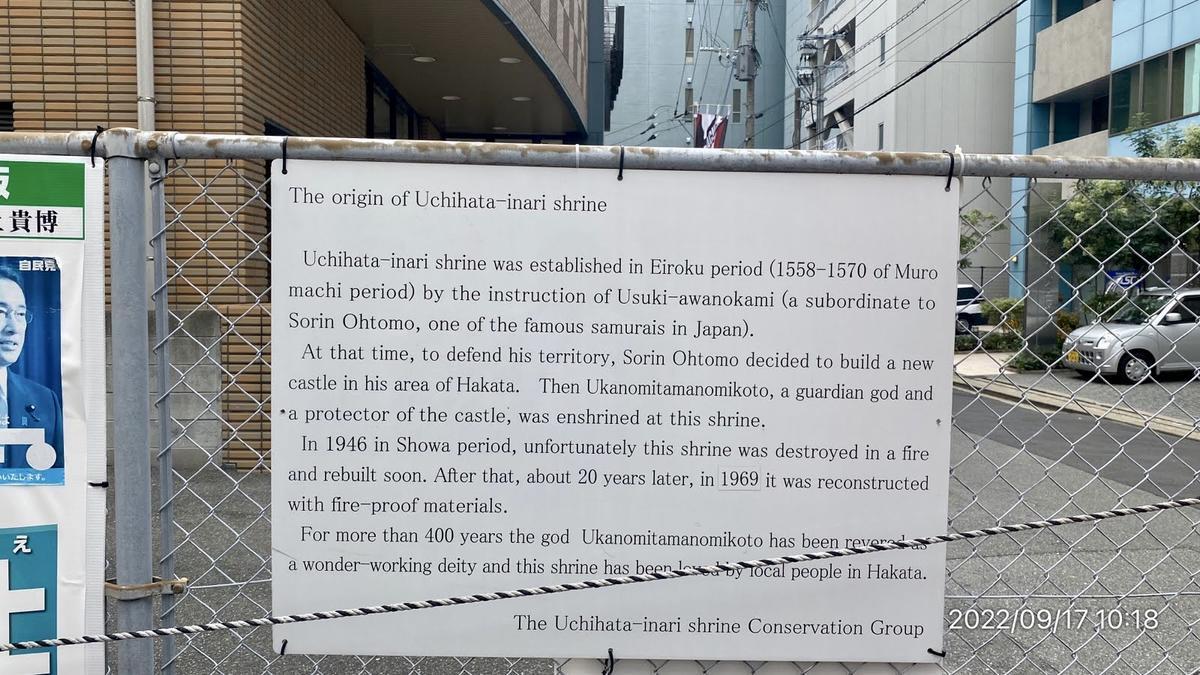 The origin of Uchihata-inari shrine
Uchihata-inari shrine was established in Eiroku period (1558-1570 of Muro
machi period) by the instruction of Usuki-awanokami (a subordinate to
Sorin Ohtomo, one of the famous samurais in Japan).
At that time, to defend his territory, Sorin Ohtomo decided to build a new
castle in his area of Hakata. Then Ukanomitamanomikoto, a guardian god and
a protector of the castle, was enshrined at this shrine.
In 1946 in Showa period, unfortunately this shrine was destroyed in a fire
and rebuilt soon. After that, about 20 years later, in 1969 it was reconstructed
with fire-proof materials.
For more than 400 years the god Ukanomitamanomikoto has been revered as
a wonder-working deity and this shrine has been loved by local people in Hakata.
The Uchihata-inari shrine Conservation Group
貴博
自民党
いたします。
え
2022/09/17 10:18